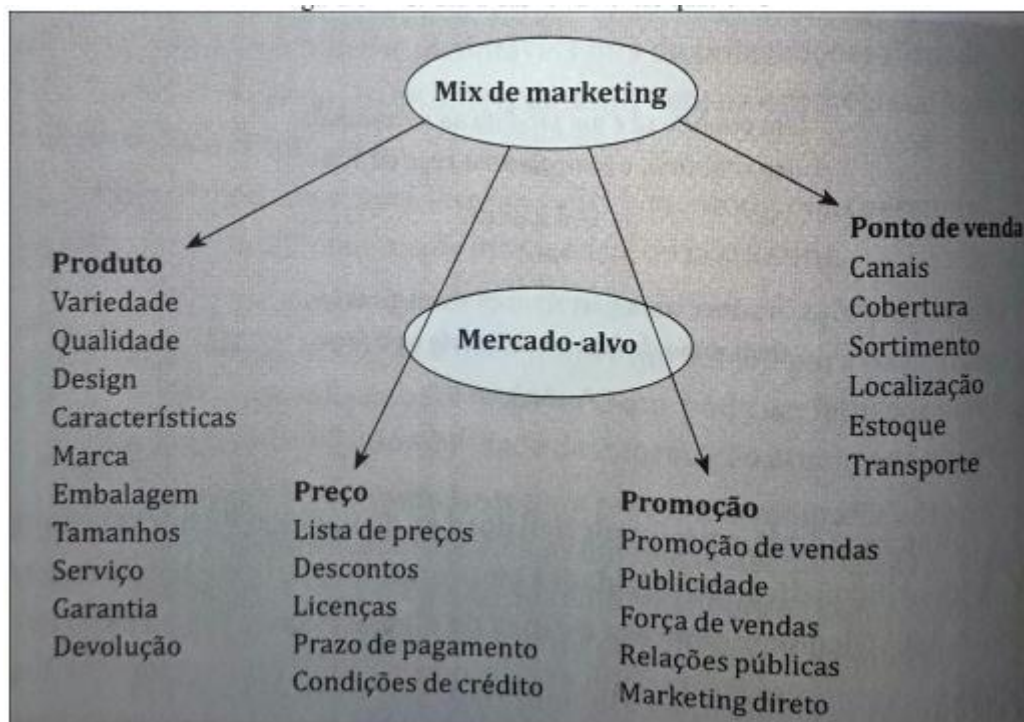 Mix de marketing
Mercado-alvo
Produto
Variedade
Qualidade
Design
Características
Marca
Embalagem
Tamanhos
Serviço
Garantia
Devolução
Preço
Lista de preços
Descontos
Licenças
Prazo de pagamento
Condições de crédito
Promoção
Promoção de vendas
Publicidade
Força de vendas
Relações públicas
Marketing direto
Ponto de venda
Canais
Cobertura
Sortimento
Localização
Estoque
Transporte